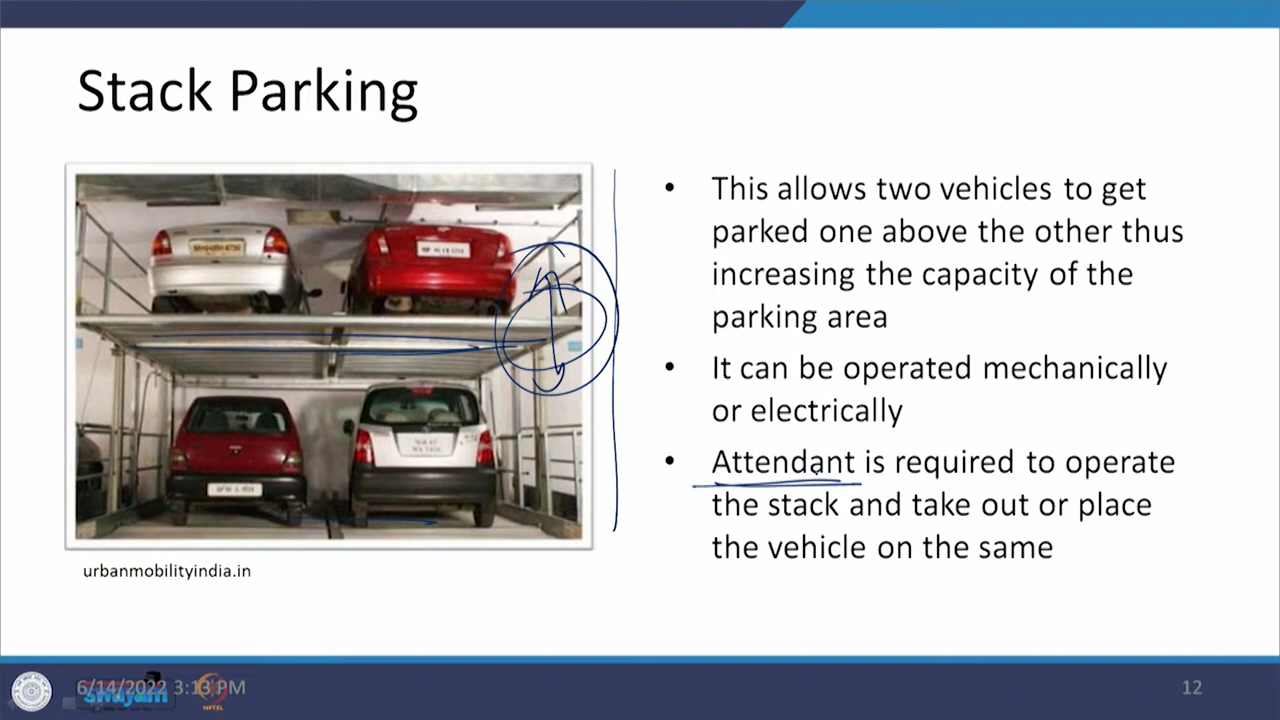 Stack Parking
• This allows two vehicles to get
parked one above the other thus
increasing the capacity of the
parking area
• It can be operated mechanically
or electrically
• Attendant is required to operate
the stack and take out or place
the vehicle on the same
urbanmobilityindia.in
6/14/2022 3:13 PM
swayam
NPTEL
12